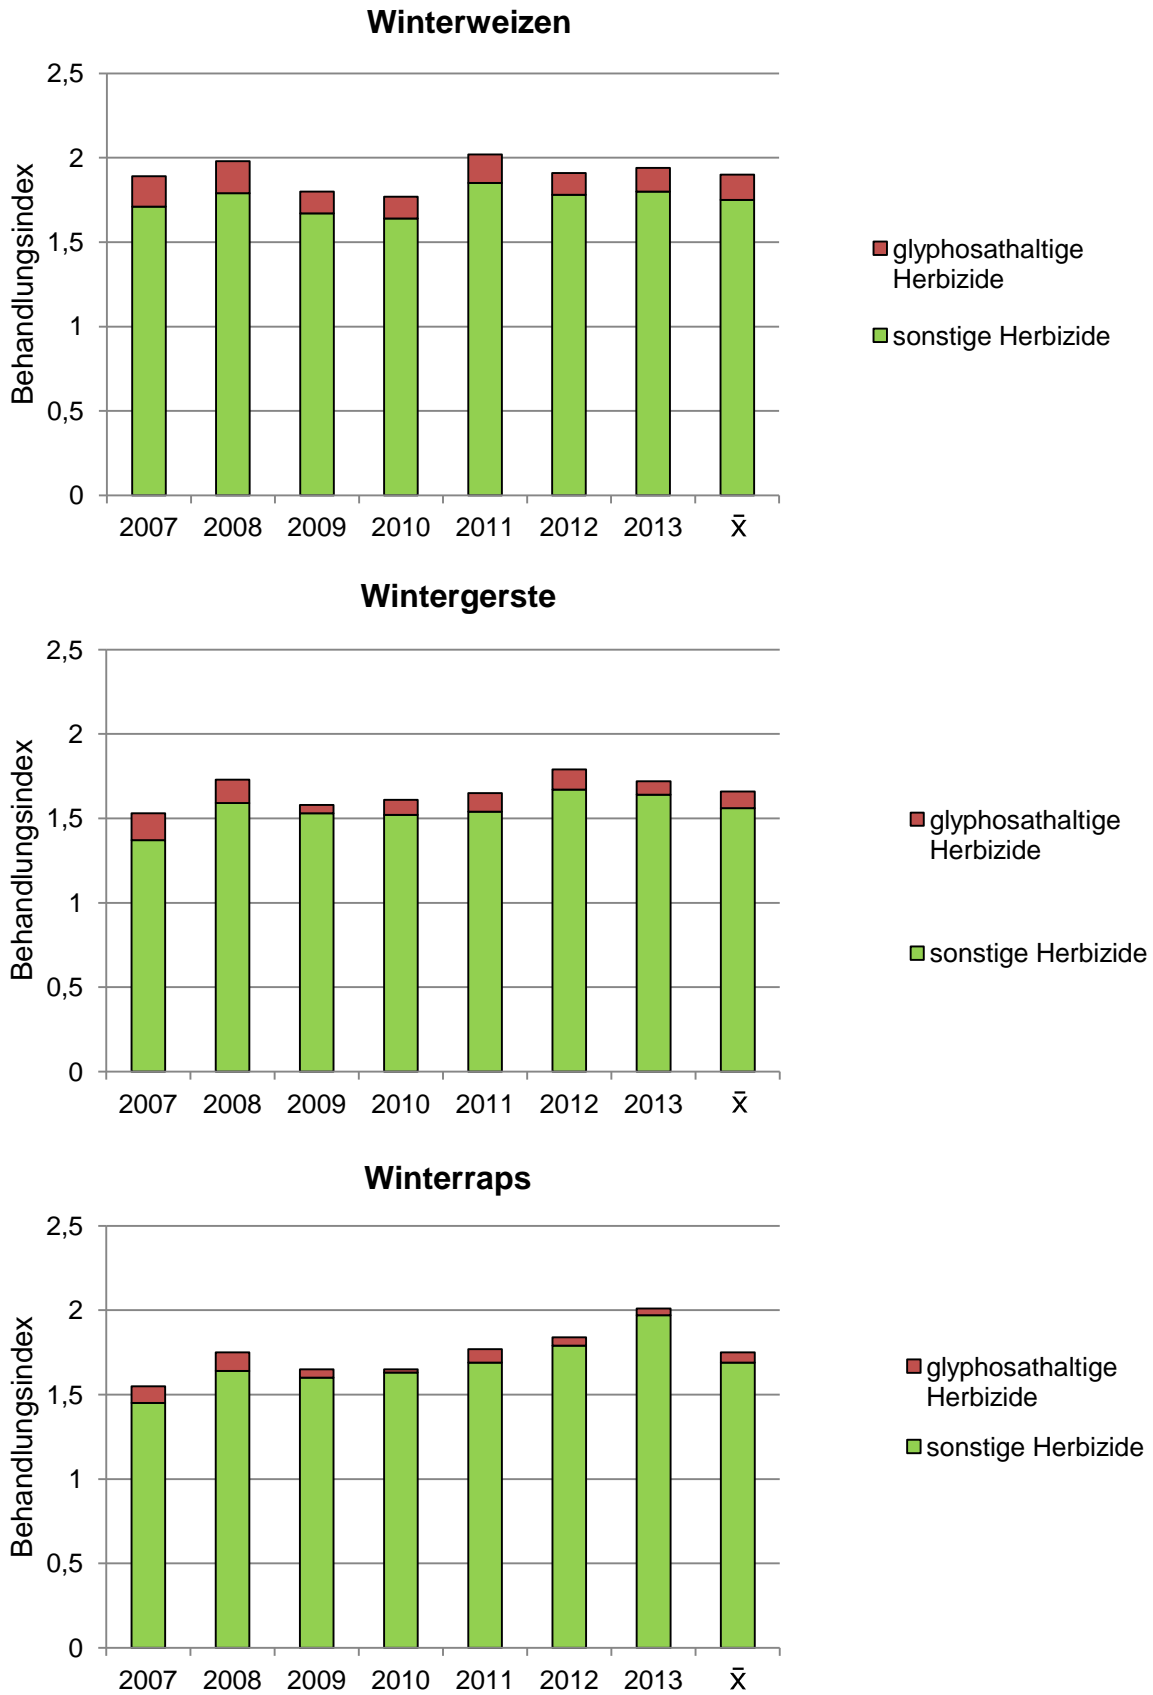 Winterweizen
2,5
2
1,5
1
0,5
0
Behandlungsindex
2007 2008 2009 2010 2011 2012 2013 x̄
glyphosathaltige
Herbizide
sonstige Herbizide
Wintergerste
2,5
2
1,5
1
0,5
0
Behandlungsindex
2007 2008 2009 2010 2011 2012 2013 x̄
glyphosathaltige
Herbizide
sonstige Herbizide
Winterraps
2,5
2
1,5
1
0,5
0
Behandlungsindex
2007 2008 2009 2010 2011 2012 2013 x̄
glyphosathaltige
Herbizide
sonstige Herbizide